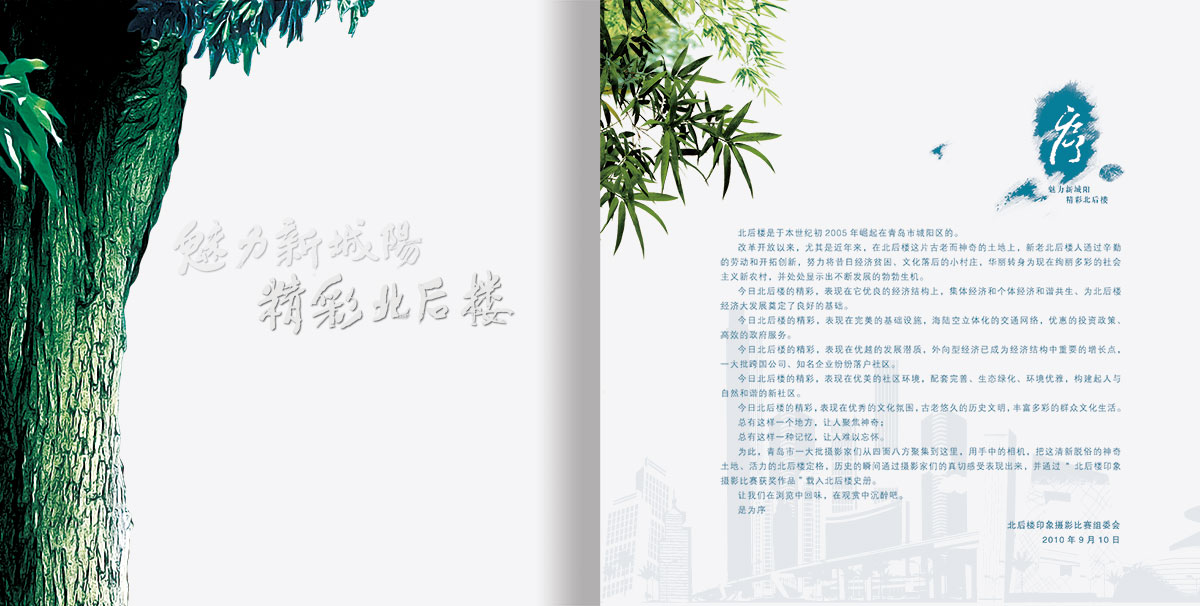 魅力新城陽
精彩北后楼
序
魅力新城阳
精彩北后楼
北后楼是于本世纪初2005年崛起在青岛市城阳区的。
改革开放以来，尤其是近年来，在北后楼这片古老而神奇的土地上，新老北后楼人通过辛勤
的劳动和开拓创新，努力将昔日经济贫困、文化落后的小村庄，华丽转身为现在绚丽多彩的社会
主义新农村，并处处显示出不断发展的勃勃生机。
今日北后楼的精彩，表现在它优良的经济结构上，集体经济和个体经济和谐共生、为北后楼
经济大发展奠定了良好的基础。
今日北后楼的精彩，表现在完美的基础设施，海陆空立体化的交通网络，优惠的投资政策、
高效的政府服务。
今日北后楼的精彩，表现在优越的发展潜质，外向型经济已成为经济结构中重要的增长点，
一大批跨国公司、知名企业纷纷落户社区。
今日北后楼的精彩，表现在优美的社区环境，配套完善、生态绿化、环境优雅，构建起人与
自然和谐的新社区。
今日北后楼的精彩，表现在优秀的文化氛围，古老悠久的历史文明，丰富多彩的群众文化生活。
总有这样一个地方，让人聚焦神奇；
总有这样一种记忆，让人难以忘怀。
为此，青岛市一大批摄影家们从四面八方聚集到这里，用手中的相机，把这清新脱俗的神奇
土地、活力的北后楼定格，历史的瞬间通过摄影家们的真切感受表现出来，并通过“北后楼印象
摄影比赛获奖作品”载入北后楼史册。
让我们在浏览中回味，在观赏中沉醉吧。
是为序
北后楼印象摄影比赛组委会
2010年9月10日